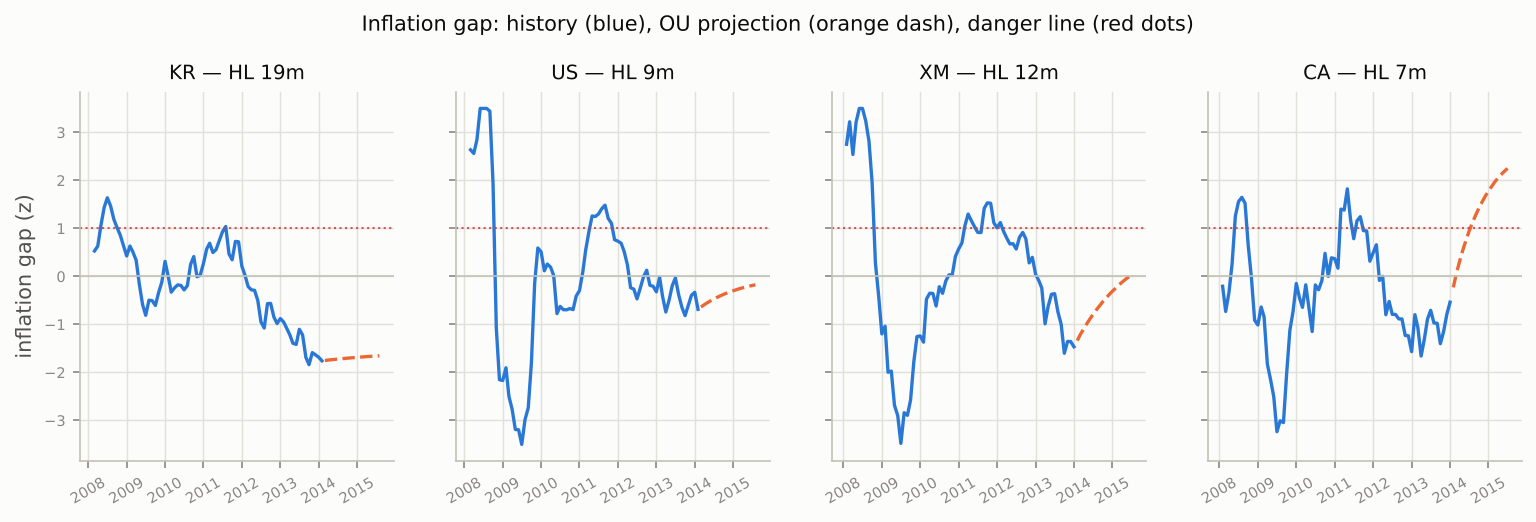 Inflation gap: history (blue), OU projection (orange dash), danger line (red dots)
KR — HL 19m
US — HL 9m
XM — HL 12m
CA — HL 7m
inflation gap (z)
3
2
1
0
−1
−2
−3
2008 2009 2010 2011 2012 2013 2014 2015
2008 2009 2010 2011 2012 2013 2014 2015
2008 2009 2010 2011 2012 2013 2014 2015
2008 2009 2010 2011 2012 2013 2014 2015